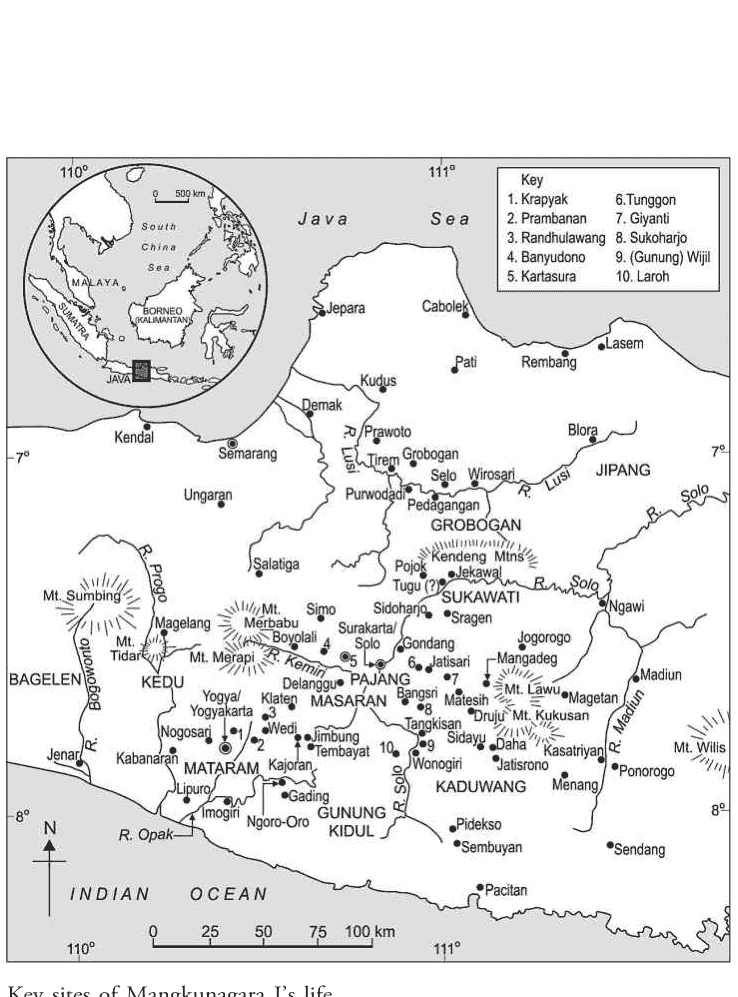 110°
111°
Key
1. Krapyak
2. Prambanan
3. Randhulawang
4. Banyudono
5. Kartasura
6.Tunggon
7. Giyanti
8. Sukoharjo
9. (Gunung) Wijil
10. Laroh
0 500 km
South
China
Sea
MALAYA
SUMATRA
BORNEO
(KALIMANTAN)
JAVA
Java Sea
Jepara
Cabolek
Lasem
Rembang
Pati
Kudus
Demak
Kendal
Semarang
R. Lusi
Prawoto
Blora
7°
7°
Tirem
Grobogan
Selo
Wirosari
JIPANG
R. Lusi
R. Solo
Ungaran
Purwodadi
Pedagangan
GROBOGAN
Kendeng Mtns
R. Progo
Salatiga
Pojok
Jekawal
Tugu (?)
R. Solo
SUKAWATI
Mt. Sumbing
Ngawi
Mt.
Merbabu
Simo
Sidoharjo
Sragen
Magelang
Boyolali
4
Surakarta/
Solo
5
Gondang
Jogorogo
Mt.
Tidar
Mt. Merapi
R. Kemiri
6
Jatisari
Mangadeg
BAGELEN
R. Bogowonto
KEDU
Delanggu
PAJANG
7
Madiun
Mt. Lawu
MASARAN
Bangsri
Matesih
Magetan
Yogya/
Yogyakarta
Klaten
3
8
Druju
Mt. Kukusan
R. Madiun
Nogosari
1
Wedi
2
Jimbung
Tembayat
Tangkisan
Sidayu
Daha
Kasatriyan
Mt. Wilis
Jenar
Kabanaran
MATARAM
Kajoran
10
9
Wonogiri
Jatisrono
Ponorogo
Menang
KADUWANG
Lipuro
Imogiri
Gading
Ngoro-Oro
R. Solo
GUNUNG
KIDUL
8°
8°
N
R. Opak
Pidekso
Sembuyan
Sendang
Pacitan
INDIAN OCEAN
0 25 50 75 100 km
110°
111°
Key sites of Mangkunagara I's life